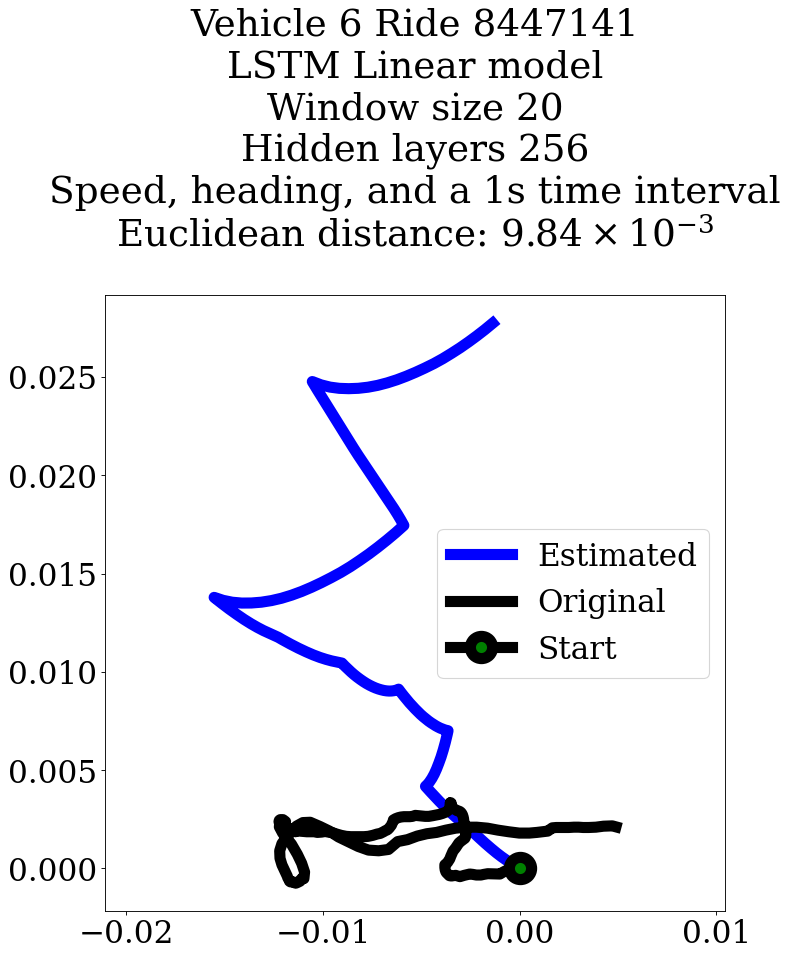 Vehicle 6 Ride 8447141
LSTM Linear model
Window size 20
Hidden layers 256
Speed, heading, and a 1s time interval
Euclidean distance: 9.84 × 10⁻³
0.025
0.020
0.015
0.010
0.005
0.000
Estimated
Original
Start
−0.02 −0.01 0.00 0.01